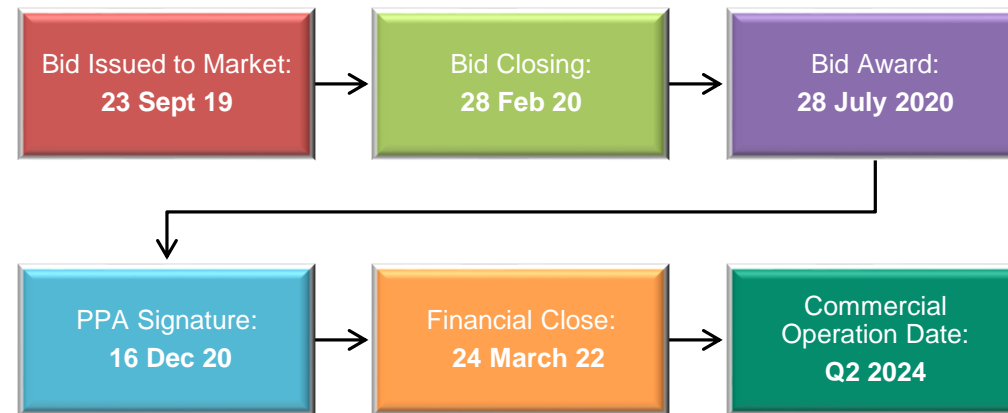 Bid Issued to Market:
23 Sept 19
Bid Closing:
28 Feb 20
Bid Award:
28 July 2020
PPA Signature:
16 Dec 20
Financial Close:
24 March 22
Commercial
Operation Date:
Q2 2024